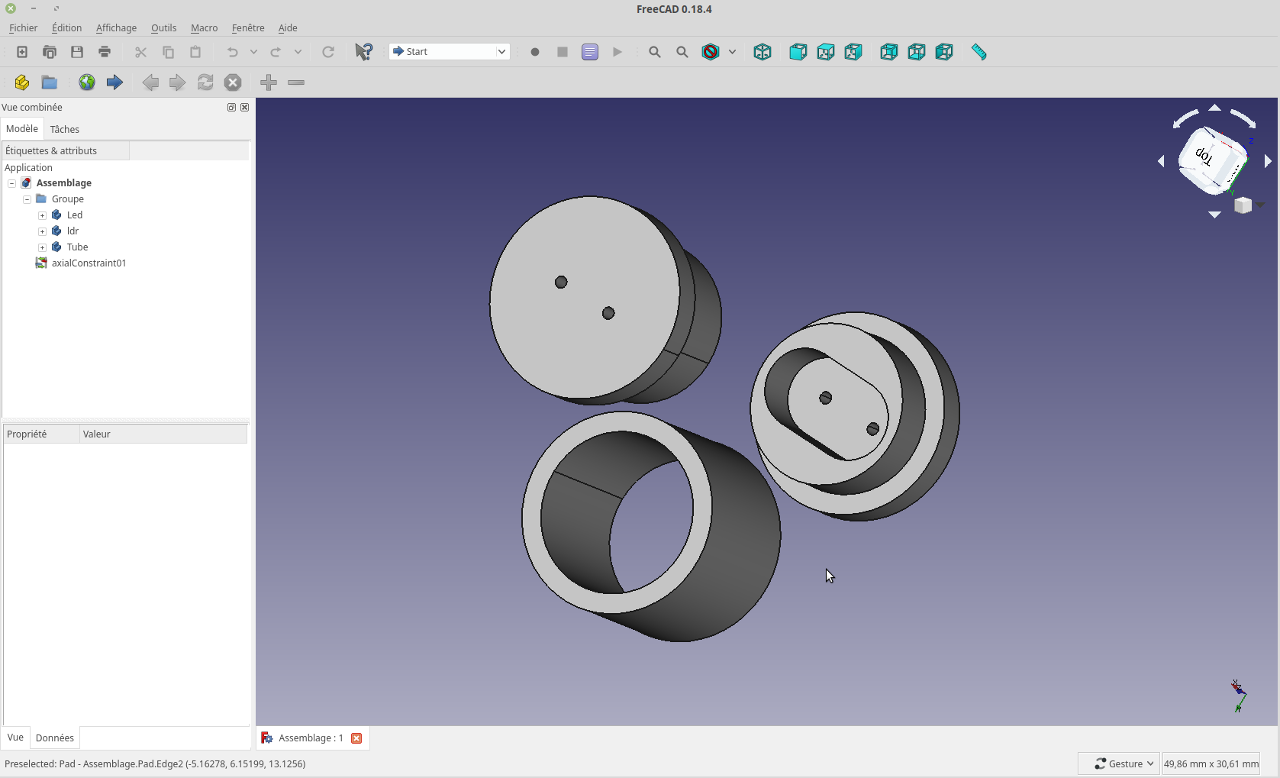 FreeCAD 0.18.4
Fichier Édition Affichage Outils Macro Fenêtre Aide
Start
Vue combinée
Modèle Tâches
Étiquettes & attributs
Application
Assemblage
Groupe
Led
ldr
Tube
axialConstraint01
Top
Propriété Valeur
Vue Données
Assemblage : 1
Preselected: Pad - Assemblage.Pad.Edge2 (-5.16278, 6.15199, 13.1256)
Gesture
49,86 mm x 30,61 mm